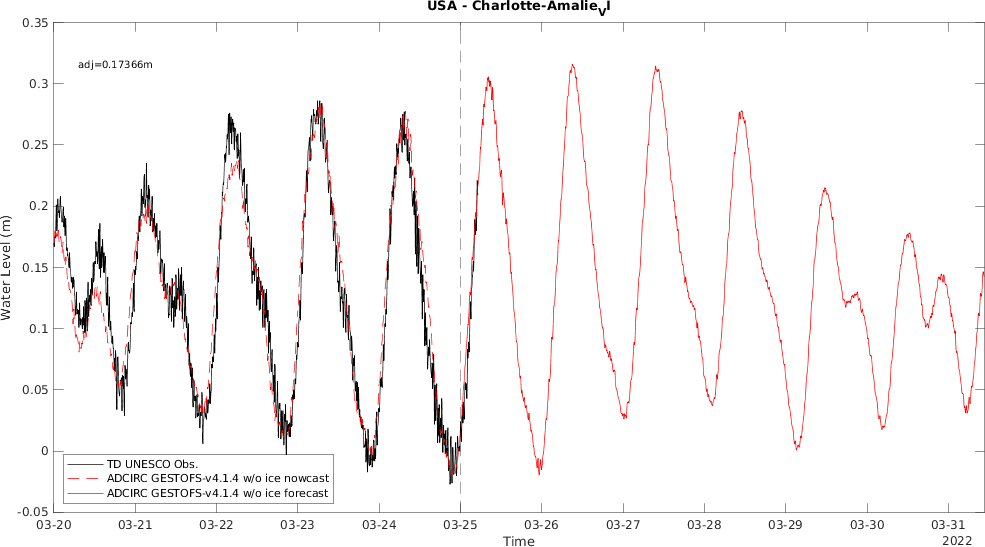 USA - Charlotte-AmalieVI
adj=0.17366m
Water Level (m)
0.35
0.3
0.25
0.2
0.15
0.1
0.05
0
-0.05
TD UNESCO Obs.
ADCIRC GESTOFS-v4.1.4 w/o ice nowcast
ADCIRC GESTOFS-v4.1.4 w/o ice forecast
03-20 03-21 03-22 03-23 03-24 03-25 03-26 03-27 03-28 03-29 03-30 03-31
Time
2022